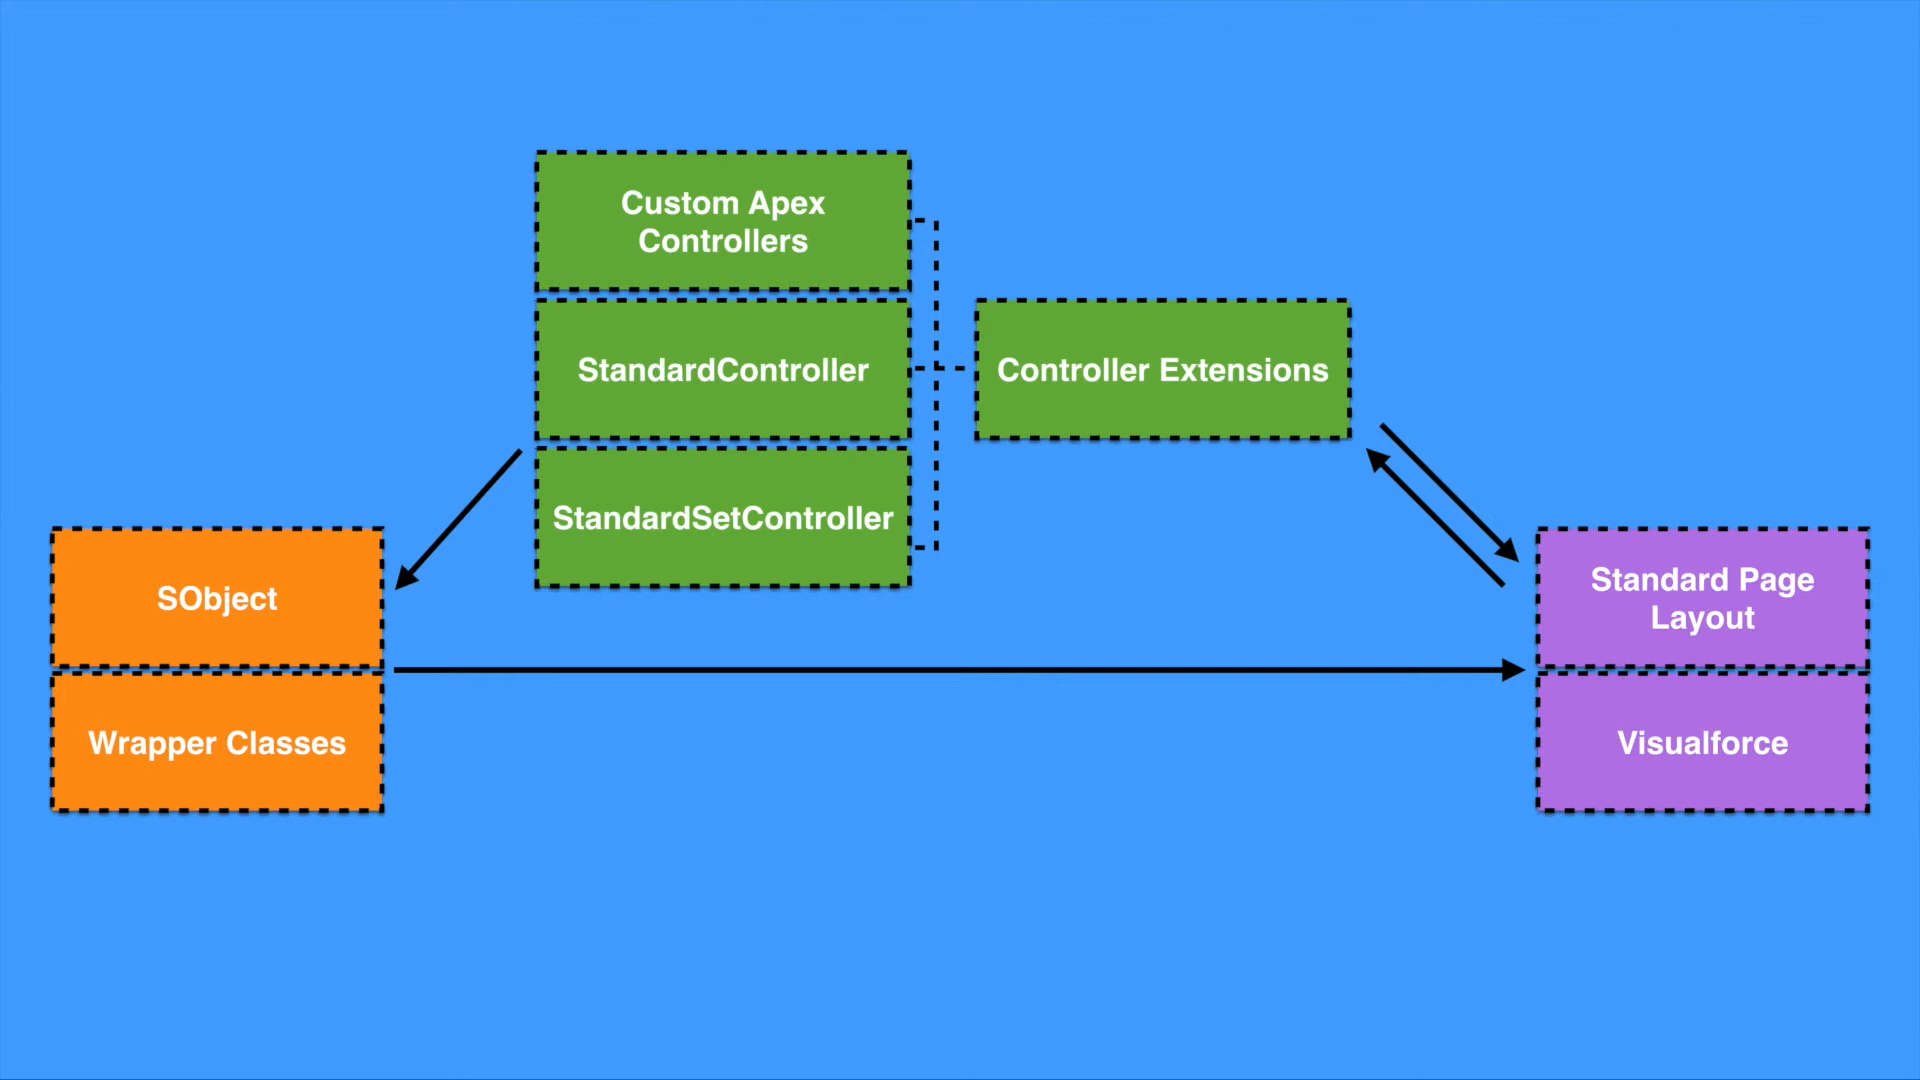 Custom Apex
Controllers
StandardController
Controller Extensions
StandardSetController
SObject
Standard Page
Layout
Wrapper Classes
Visualforce